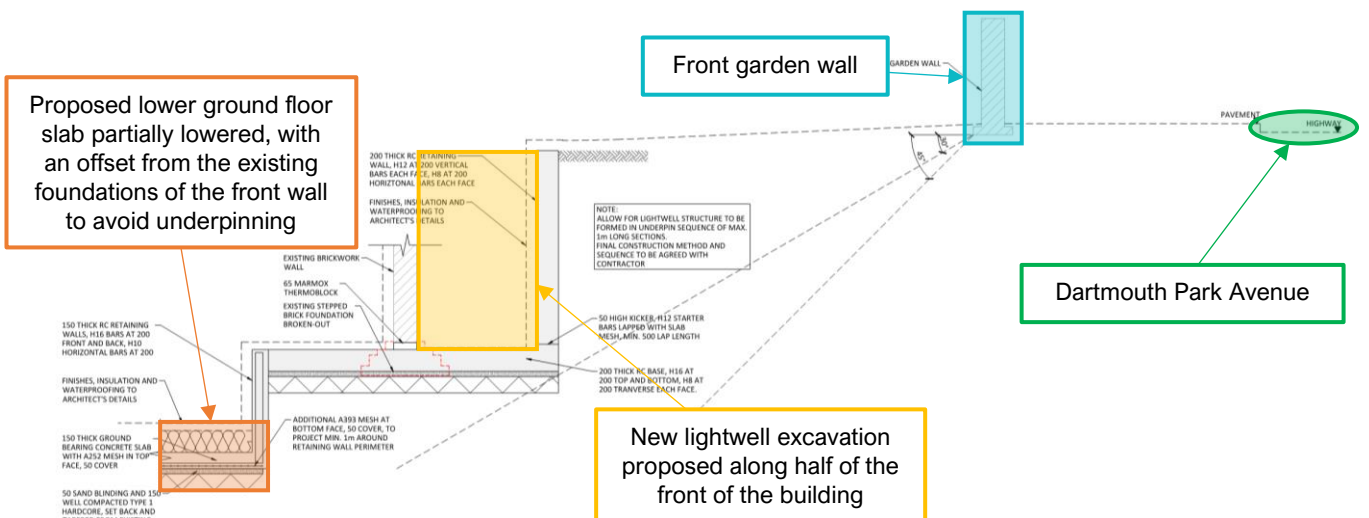 Front garden wall
GARDEN WALL
PAVEMENT
HIGHWAY
Proposed lower ground floor
slab partially lowered, with
an offset from the existing
foundations of the front wall
to avoid underpinning
30°
45°
200 THICK RC RETAINING
WALL, H12 AT 200 VERTICAL
BARS EACH FACE, H8 AT 200
HORIZTONAL BARS EACH FACE
FINISHES, INSULATION AND
WATERPROOFING TO
ARCHITECT'S DETAILS
NOTE:
ALLOW FOR LIGHTWELL STRUCTURE TO BE
FORMED IN UNDERPIN SEQUENCE OF MAX.
1m LONG SECTIONS.
FINAL CONSTRUCTION METHOD AND
SEQUENCE TO BE AGREED WITH
CONTRACTOR
EXISTING BRICKWORK
WALL
65 MARMOX
THERMOBLOCK
EXISTING STEPPED
BRICK FOUNDATION
BROKEN-OUT
Dartmouth Park Avenue
150 THICK RC RETAINING
WALLS, H16 BARS AT 200
FRONT AND BACK, H10
HORIZONTAL BARS AT 200
50 HIGH KICKER, H12 STARTER
BARS LAPPED WITH SLAB
MESH, MIN. 500 LAP LENGTH
200 THICK RC BASE, H16 AT
200 TOP AND BOTTOM, H8 AT
200 TRANVERSE EACH FACE.
FINISHES, INSULATION AND
WATERPROOFING TO
ARCHITECT'S DETAILS
ADDITIONAL A393 MESH AT
BOTTOM FACE, 50 COVER, TO
PROJECT MIN. 1m AROUND
RETAINING WALL PERIMETER
150 THICK GROUND
BEARING CONCRETE SLAB
WITH A252 MESH IN TOP
FACE, 50 COVER
New lightwell excavation
proposed along half of the
front of the building
50 SAND BLINDING AND 150
WELL COMPACTED TYPE 1
HARDCORE, SET BACK AND